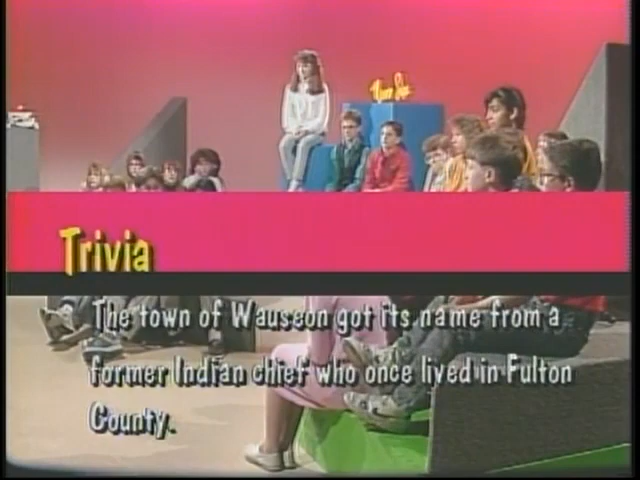 Trivia
The town of Wauseon got its name from a
former Indian chief who once lived in Fulton
County.